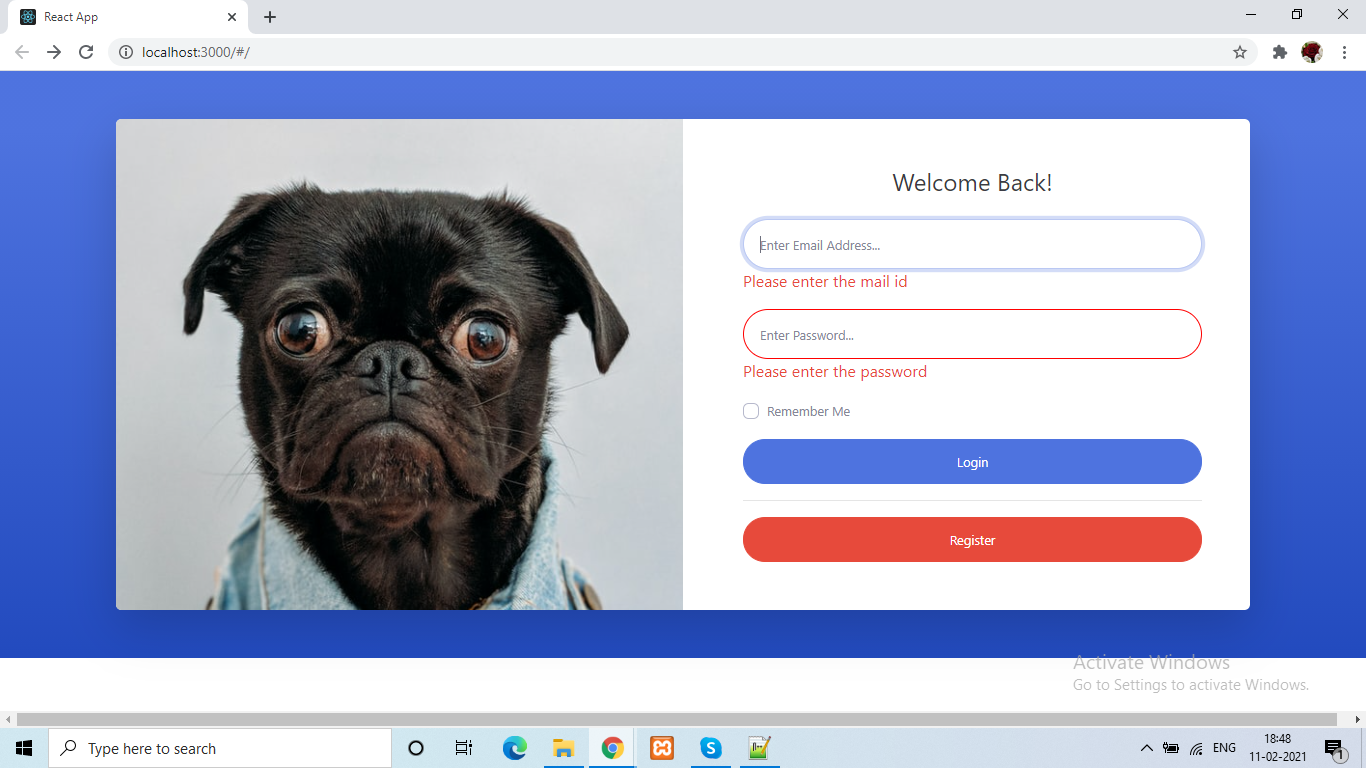 React App
localhost:3000/#/
Welcome Back!
Enter Email Address...
Please enter the mail id
Enter Password...
Please enter the password
Remember Me
Login
Register
Activate Windows
Go to Settings to activate Windows.
Type here to search
ENG
18:48
11-02-2021
1